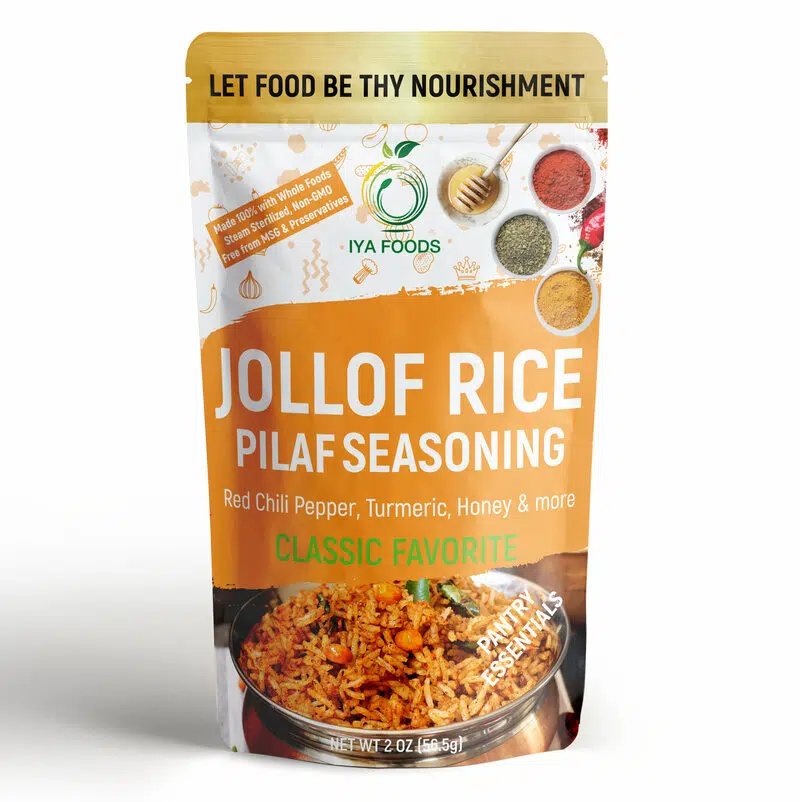 LET FOOD BE THY NOURISHMENT
Made 100% with Whole Foods
Steam Sterilized, Non-GMO
Free from MSG & Preservatives
IYA FOODS
JOLLOF RICE
PILAF SEASONING
Red Chili Pepper, Turmeric, Honey & more
CLASSIC FAVORITE
PANTRY
ESSENTIALS
NET WT 2 OZ (56.5g)